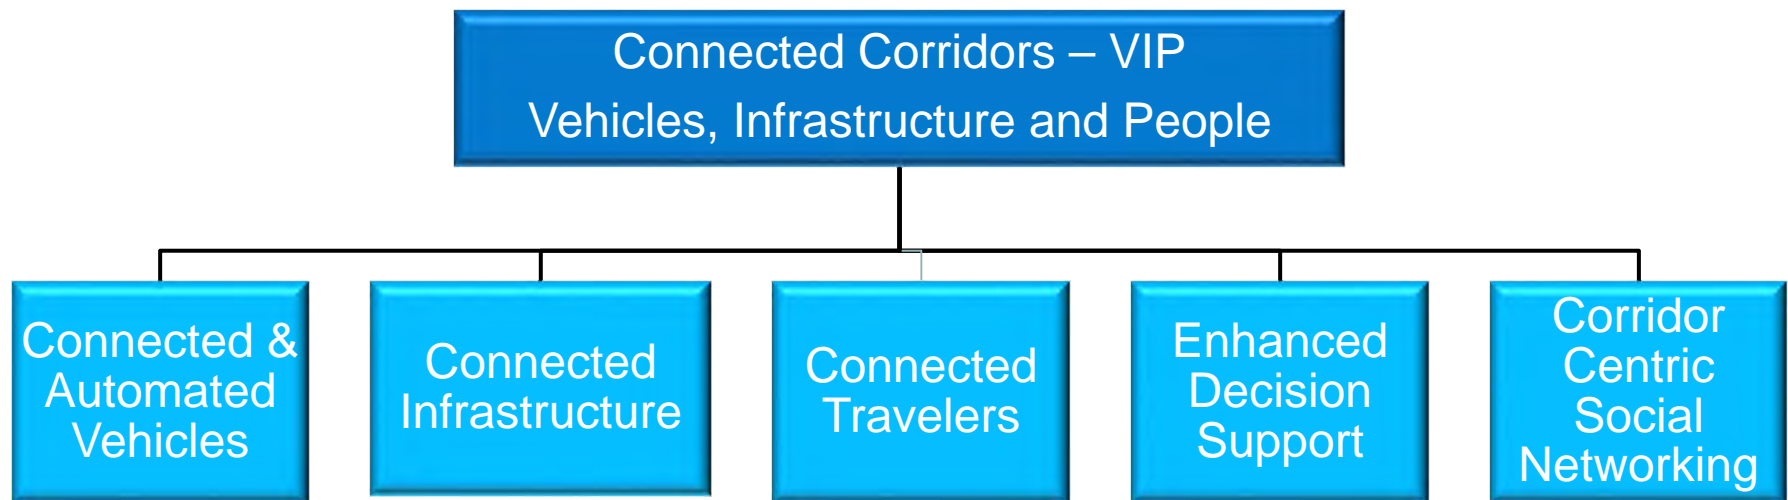 Connected Corridors – VIP
Vehicles, Infrastructure and People
Connected &
Automated
Vehicles
Connected
Infrastructure
Connected
Travelers
Enhanced
Decision
Support
Corridor
Centric
Social
Networking